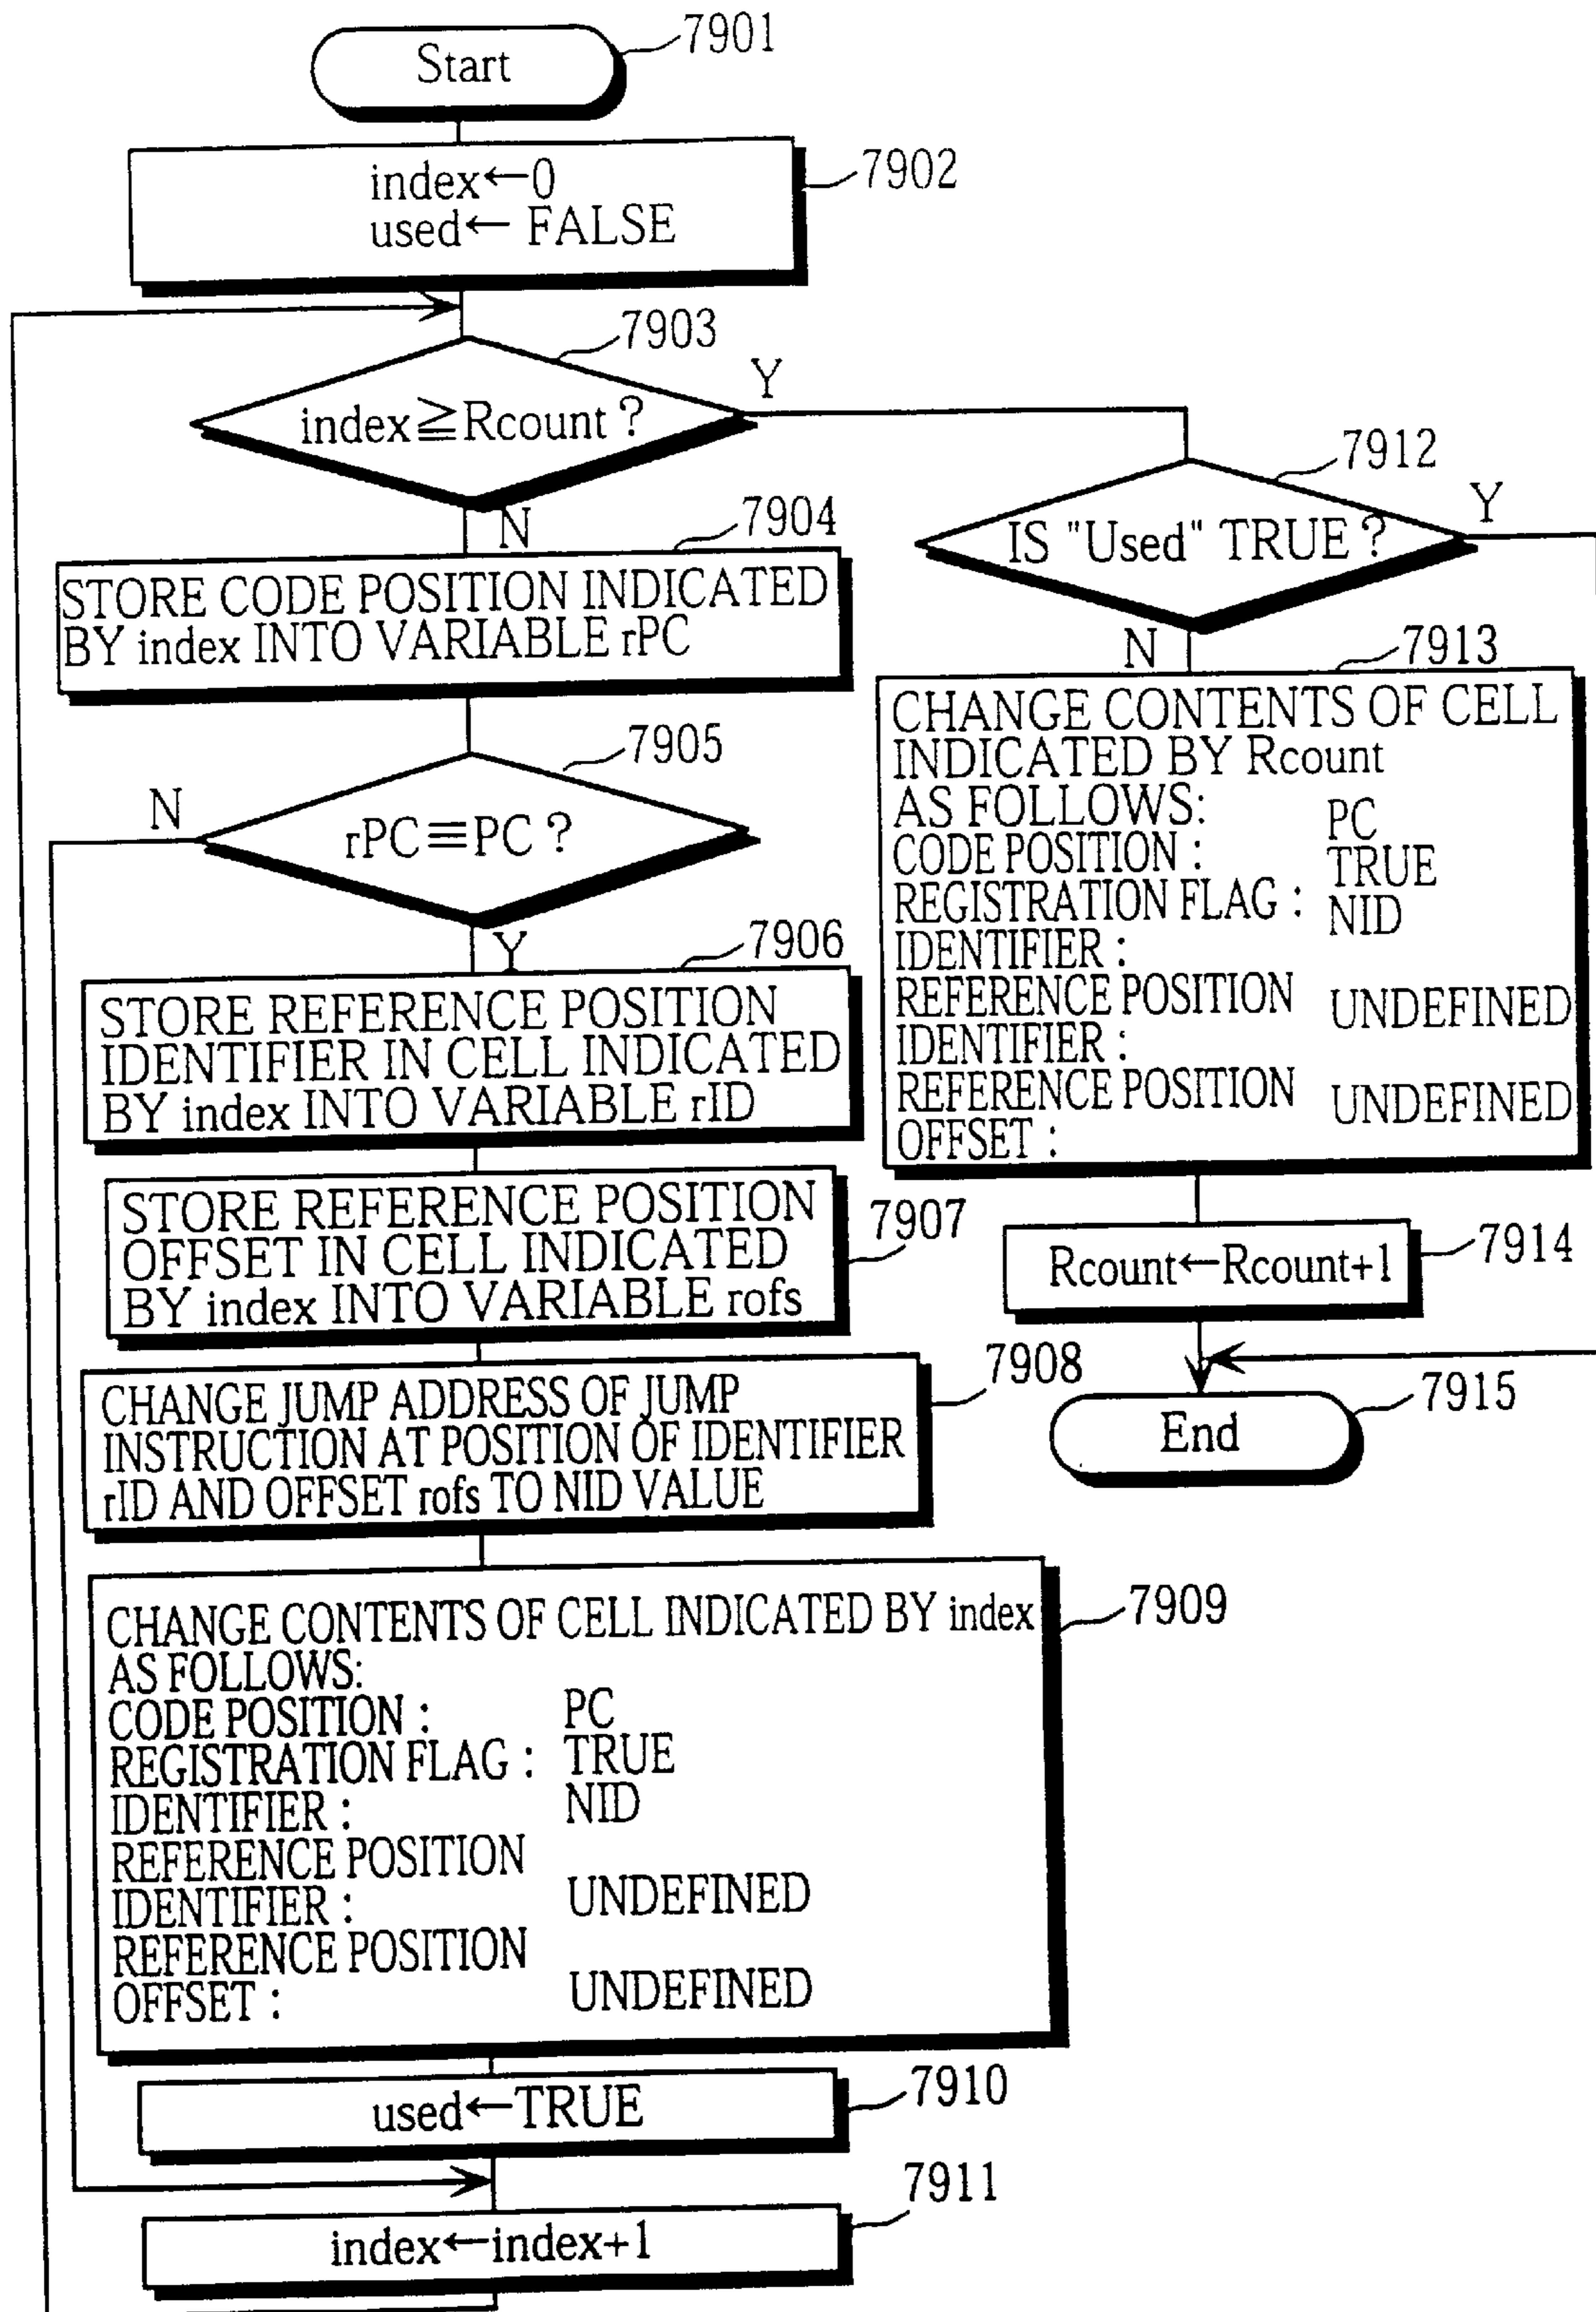 Start
7901
index←0
used← FALSE
7902
7903
index≧Rcount ?
Y
N
7904
STORE CODE POSITION INDICATED
BY index INTO VARIABLE rPC
7905
N
rPC≡PC ?
Y
7906
STORE REFERENCE POSITION
IDENTIFIER IN CELL INDICATED
BY index INTO VARIABLE rID
STORE REFERENCE POSITION
OFFSET IN CELL INDICATED
BY index INTO VARIABLE rofs
7907
7908
CHANGE JUMP ADDRESS OF JUMP
INSTRUCTION AT POSITION OF IDENTIFIER
rID AND OFFSET rofs TO NID VALUE
7909
CHANGE CONTENTS OF CELL INDICATED BY index
AS FOLLOWS:
CODE POSITION : PC
REGISTRATION FLAG : TRUE
IDENTIFIER : NID
REFERENCE POSITION
IDENTIFIER : UNDEFINED
REFERENCE POSITION
OFFSET : UNDEFINED
used←TRUE
7910
7911
index←index+1
7912
IS "Used" TRUE ?
Y
N
7913
CHANGE CONTENTS OF CELL
INDICATED BY Rcount
AS FOLLOWS:
CODE POSITION : PC
REGISTRATION FLAG : TRUE
IDENTIFIER : NID
REFERENCE POSITION
IDENTIFIER : UNDEFINED
REFERENCE POSITION
OFFSET : UNDEFINED
Rcount←Rcount+1
7914
End
7915